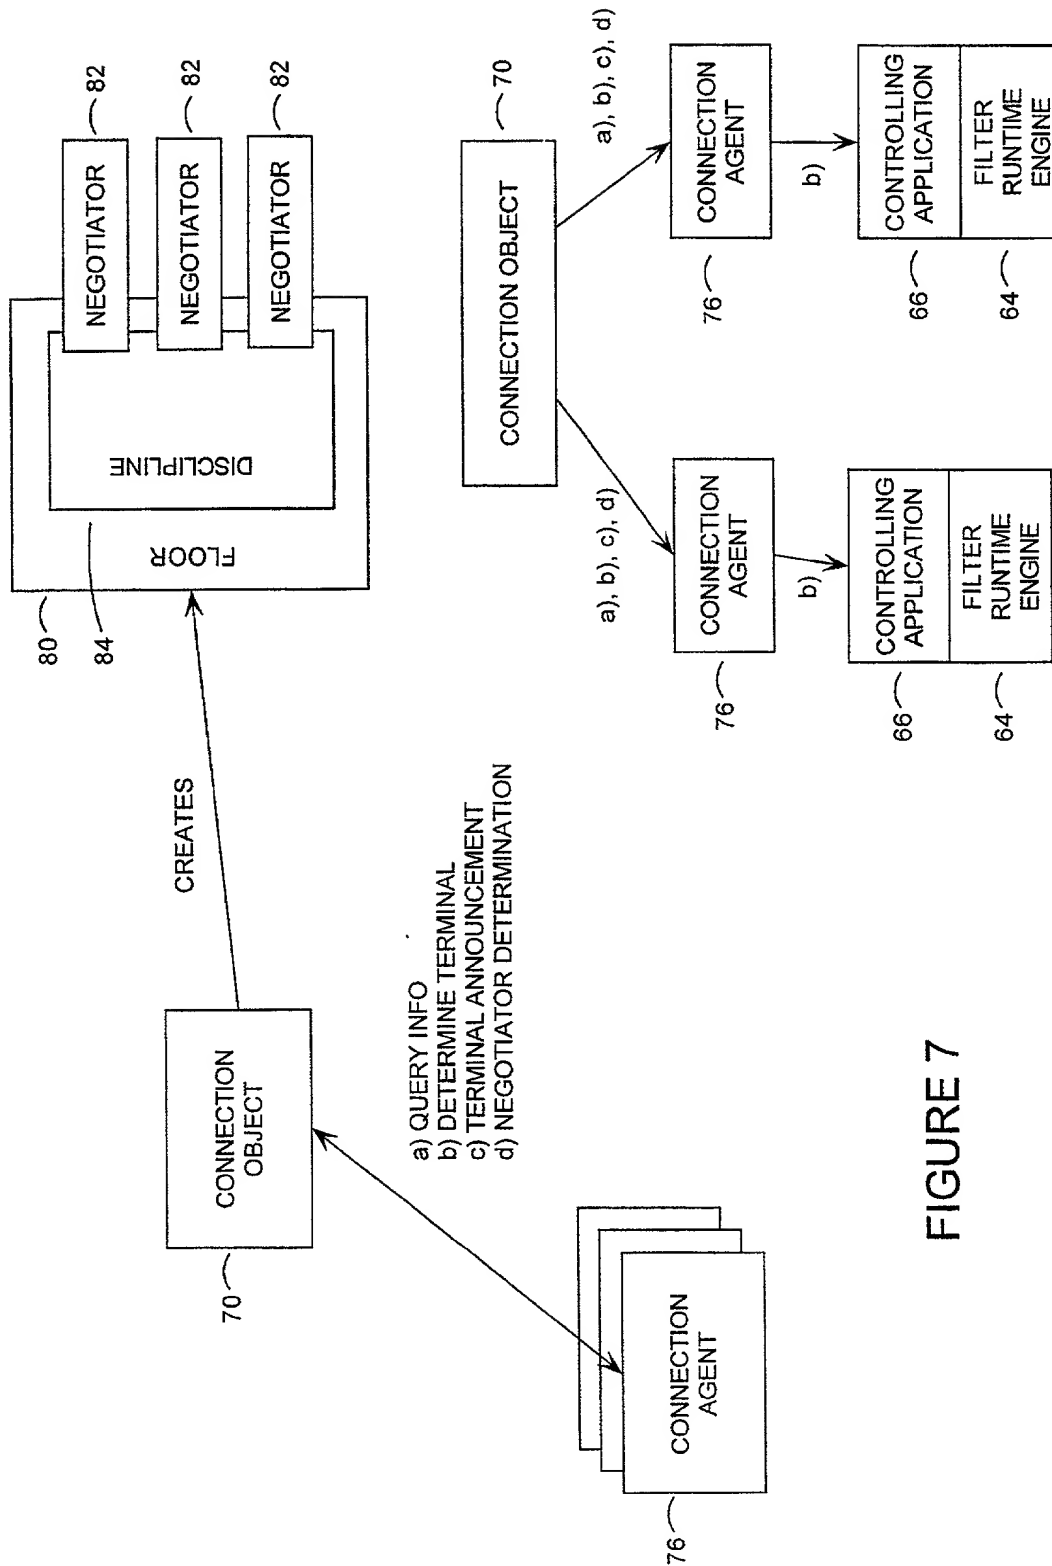 76
CONNECTION
AGENT
70
CONNECTION
OBJECT
a) QUERY INFO
b) DETERMINE TERMINAL
c) TERMINAL ANNOUNCEMENT
d) NEGOTIATOR DETERMINATION
CREATES
80
84
FLOOR
DISCLIPLINE
NEGOTIATOR
82
NEGOTIATOR
82
NEGOTIATOR
82
CONNECTION OBJECT
70
a), b), c), d)
a), b), c), d)
76
CONNECTION
AGENT
b)
66
CONTROLLING
APPLICATION
64
FILTER
RUNTIME
ENGINE
76
CONNECTION
AGENT
b)
66
CONTROLLING
APPLICATION
64
FILTER
RUNTIME
ENGINE
FIGURE 7